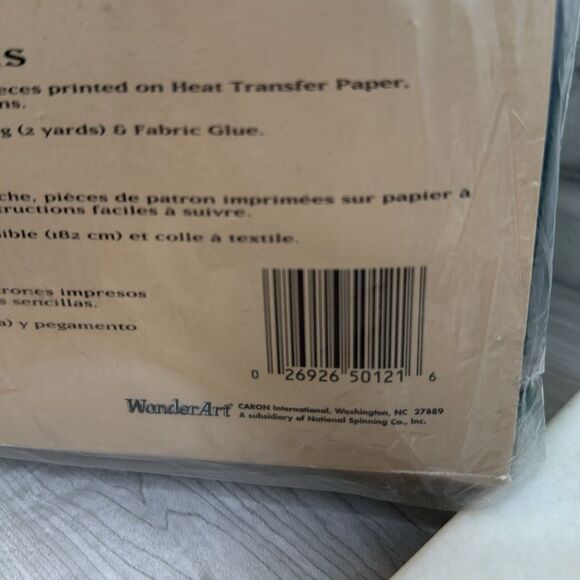 eces printed on Heat Transfer Paper.
ns.
g (2 yards) & Fabric Glue.
che, pièces de patron imprimées sur papier à
tructions faciles à suivre.
sible (182 cm) et colle à textile.
trones impresos
s sencillas.
a) y pegamento
0 26926 50121 6
WonderArt CARON International, Washington, NC 27889
A subsidiary of National Spinning Co., Inc.